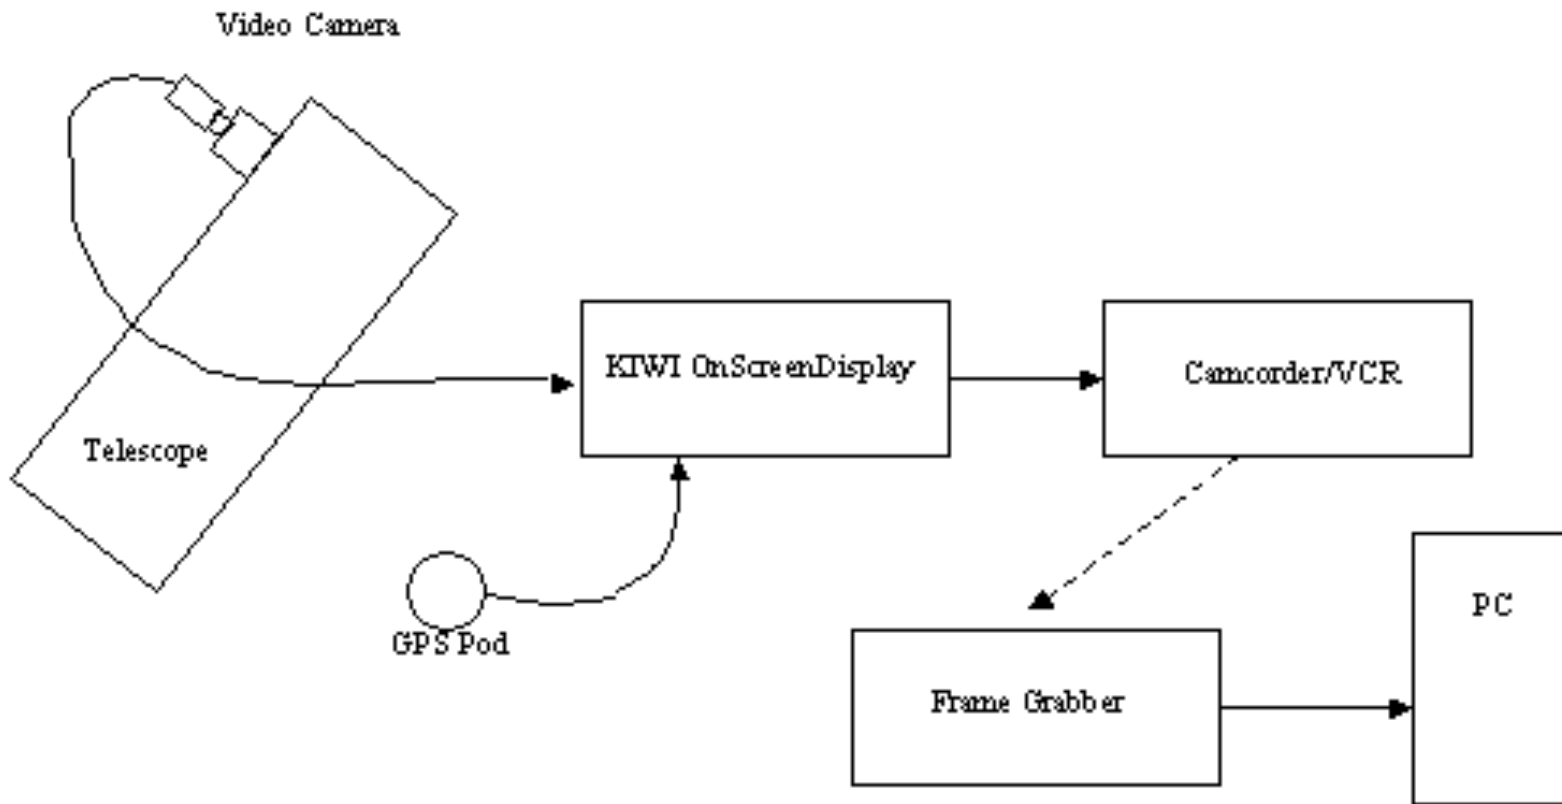 Video Camera
KIWI OnScreenDisplay
Camcorder/VCR
Telescope
GPS Pod
PC
Frame Grabber